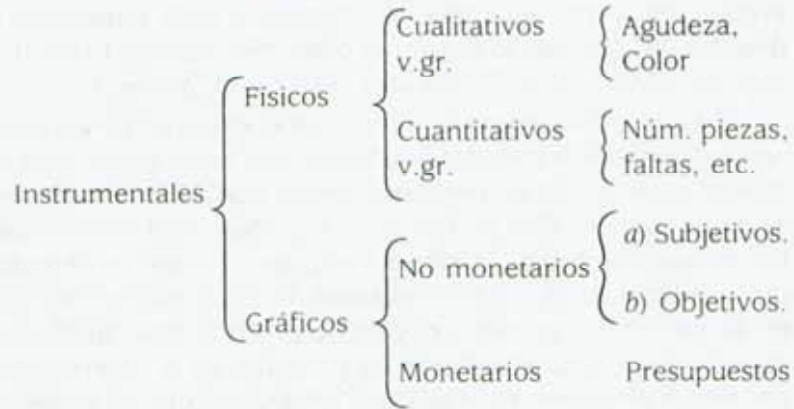 Cualitativos
v.gr.
Agudeza,
Color
Físicos
Cuantitativos
v.gr.
Núm. piezas,
faltas, etc.
Instrumentales
a) Subjetivos.
No monetarios
b) Objetivos.
Gráficos
Monetarios
Presupuestos